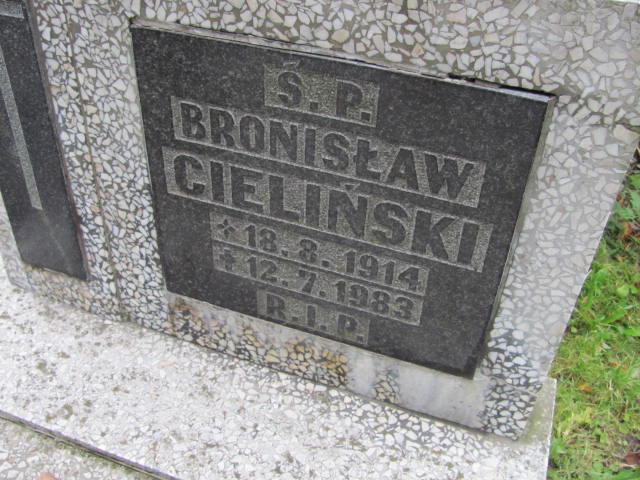 Ś. P.
BRONISŁAW
CIELIŃSKI
* 18. 8. 1914
+ 12. 7. 1983
R. I. P.